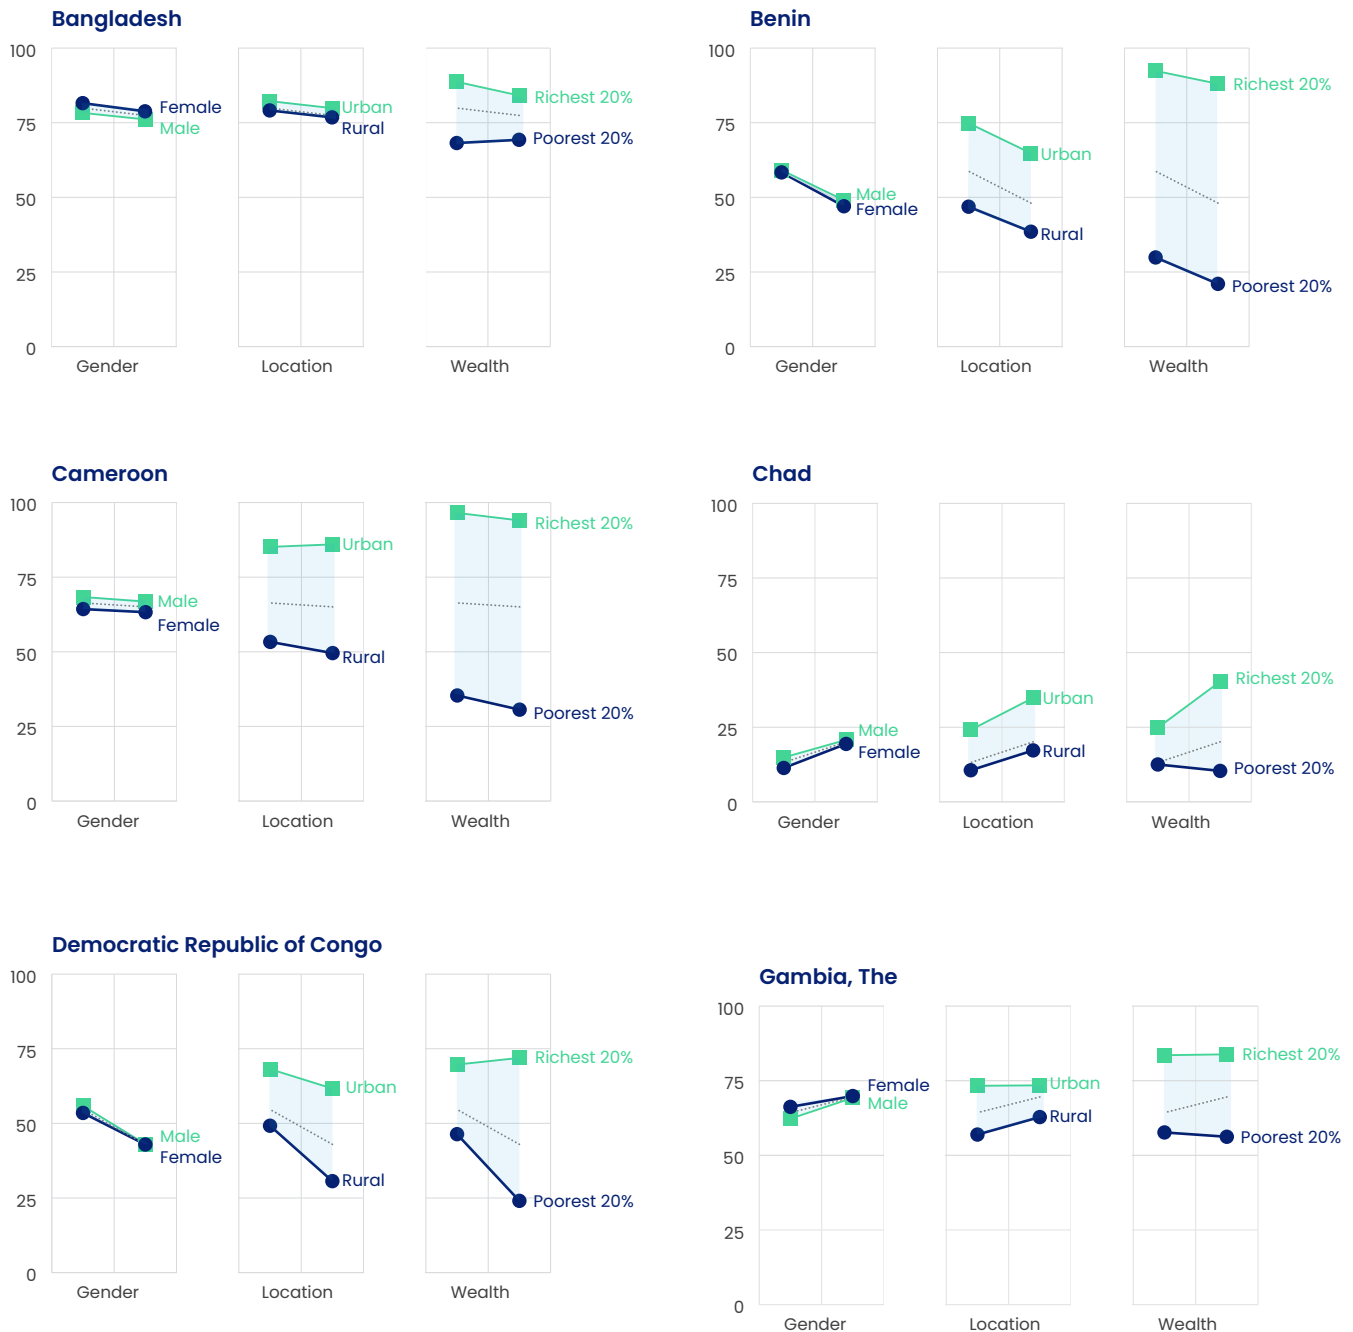 Bangladesh
100
75
50
25
0
Female
Male
Gender
Urban
Rural
Location
Richest 20%
Poorest 20%
Wealth
Benin
100
75
50
25
0
Male
Female
Gender
Urban
Rural
Location
Richest 20%
Poorest 20%
Wealth
Cameroon
100
75
50
25
0
Male
Female
Gender
Urban
Rural
Location
Richest 20%
Poorest 20%
Wealth
Chad
100
75
50
25
0
Male
Female
Gender
Urban
Rural
Location
Richest 20%
Poorest 20%
Wealth
Democratic Republic of Congo
100
75
50
25
0
Male
Female
Gender
Urban
Rural
Location
Richest 20%
Poorest 20%
Wealth
Gambia, The
100
75
50
25
0
Female
Male
Gender
Urban
Rural
Location
Richest 20%
Poorest 20%
Wealth